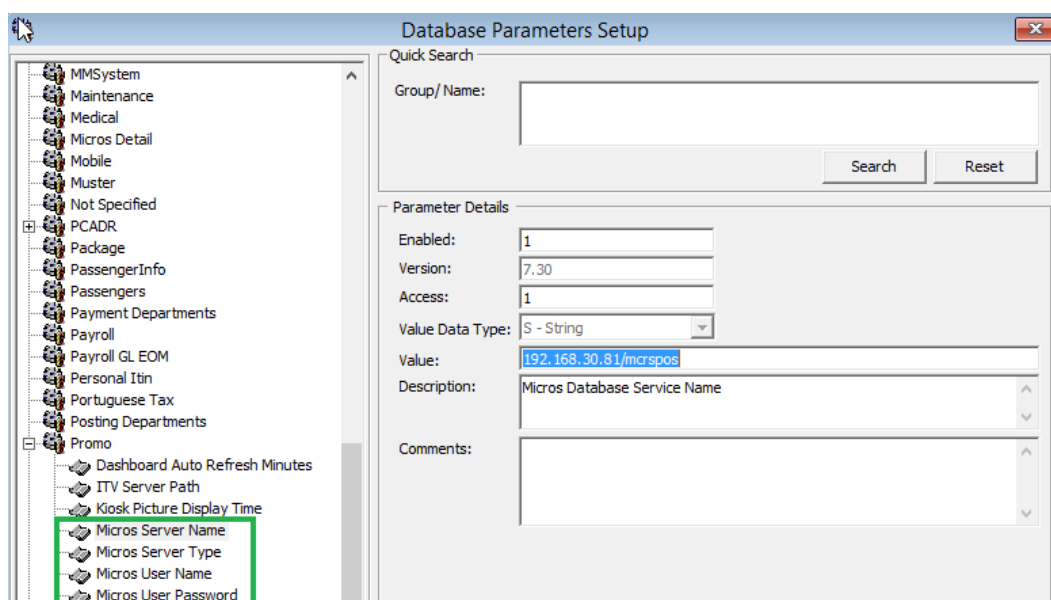 Database Parameters Setup
MMSystem
Maintenance
Medical
Micros Detail
Mobile
Muster
Not Specified
PCADR
Package
PassengerInfo
Passengers
Payment Departments
Payroll
Payroll GL EOM
Personal Itin
Portuguese Tax
Posting Departments
Promo
Dashboard Auto Refresh Minutes
ITV Server Path
Kiosk Picture Display Time
Micros Server Name
Micros Server Type
Micros User Name
Micros User Password
Quick Search
Group/ Name:
Search Reset
Parameter Details
Enabled: 1
Version: 7.30
Access: 1
Value Data Type: S - String
Value: 192.168.30.81/mcrspos
Description: Micros Database Service Name
Comments: